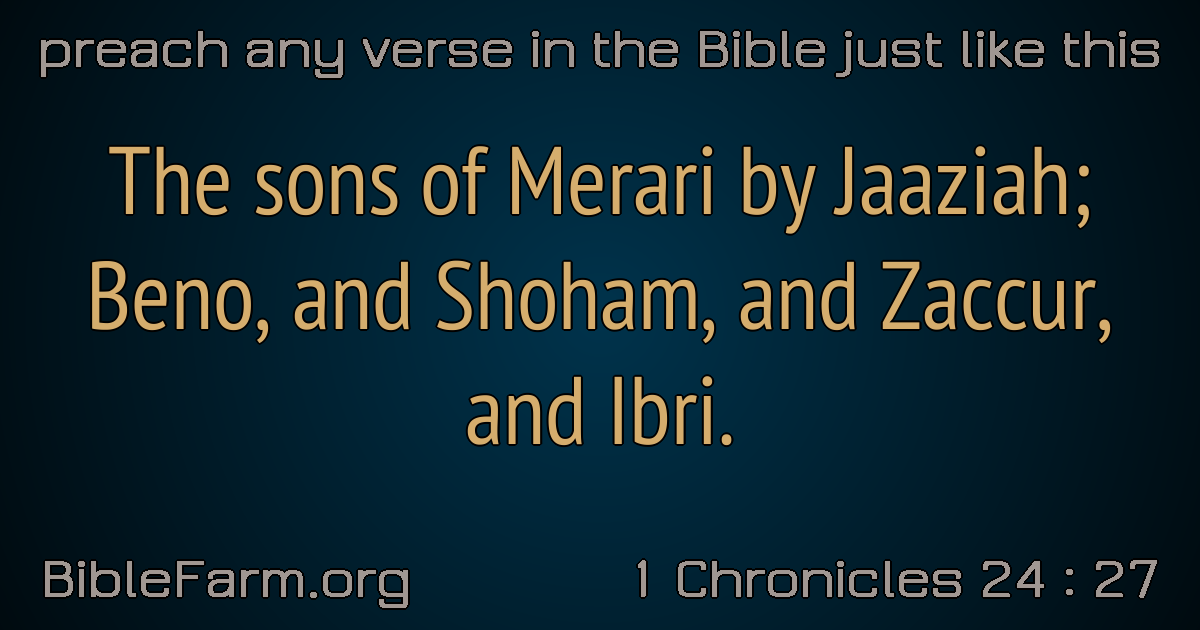 preach any verse in the Bible just like this
The sons of Merari by Jaaziah;
Beno, and Shoham, and Zaccur,
and Ibri.
BibleFarm.org
1 Chronicles 24 : 27